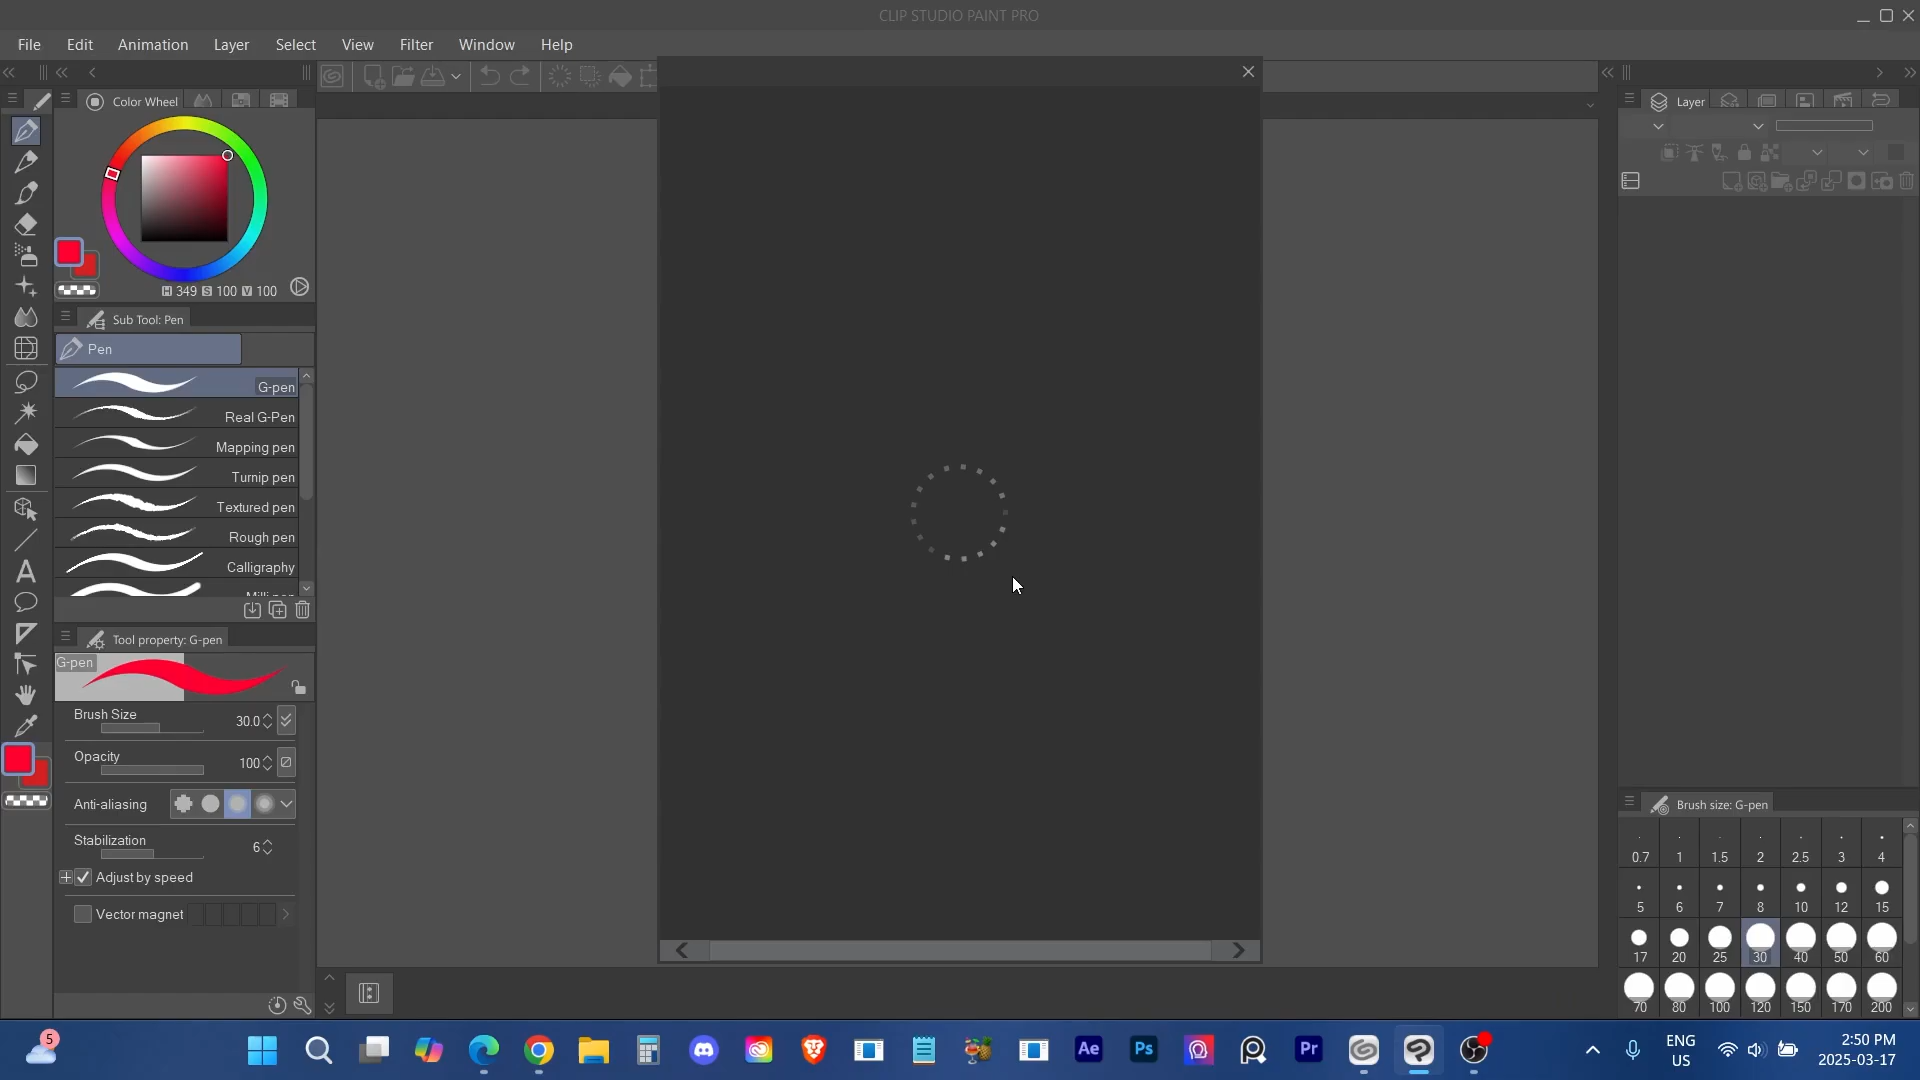 CLIP STUDIO PAINT PRO
File Edit Animation Layer Select View Filter Window Help
Color Wheel
H 349 S 100 V 100
Sub Tool: Pen
Pen
G-pen
Real G-Pen
Mapping pen
Turnip pen
Textured pen
Rough pen
Calligraphy
Tool property: G-pen
G-pen
Brush Size 30.0
Opacity 100
Anti-aliasing
Stabilization 6
Adjust by speed
Vector magnet
Layer
Brush size: G-pen
0.7 1 1.5 2 2.5 3 4
5 6 7 8 10 12 15
17 20 25 30 40 50 60
70 80 100 120 150 170 200
5
Ae Ps Pr
ENG
US
2:50 PM
2025-03-17